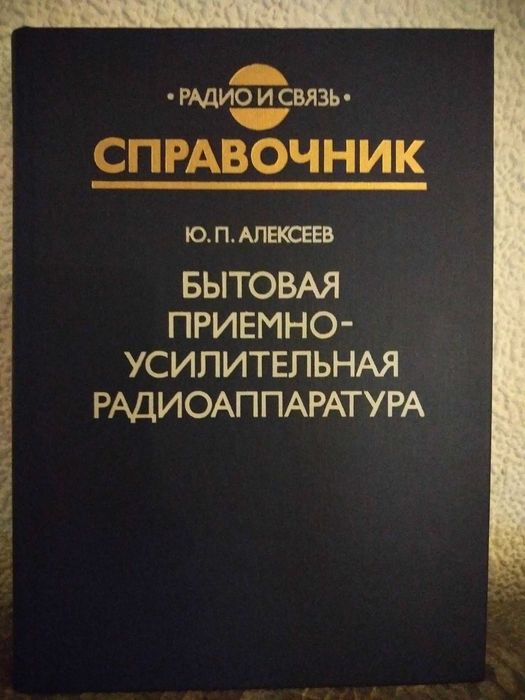 • РАДИО И СВЯЗЬ •
СПРАВОЧНИК
Ю. П. АЛЕКСЕЕВ
БЫТОВАЯ
ПРИЕМНО-
УСИЛИТЕЛЬНАЯ
РАДИОАППАРАТУРА